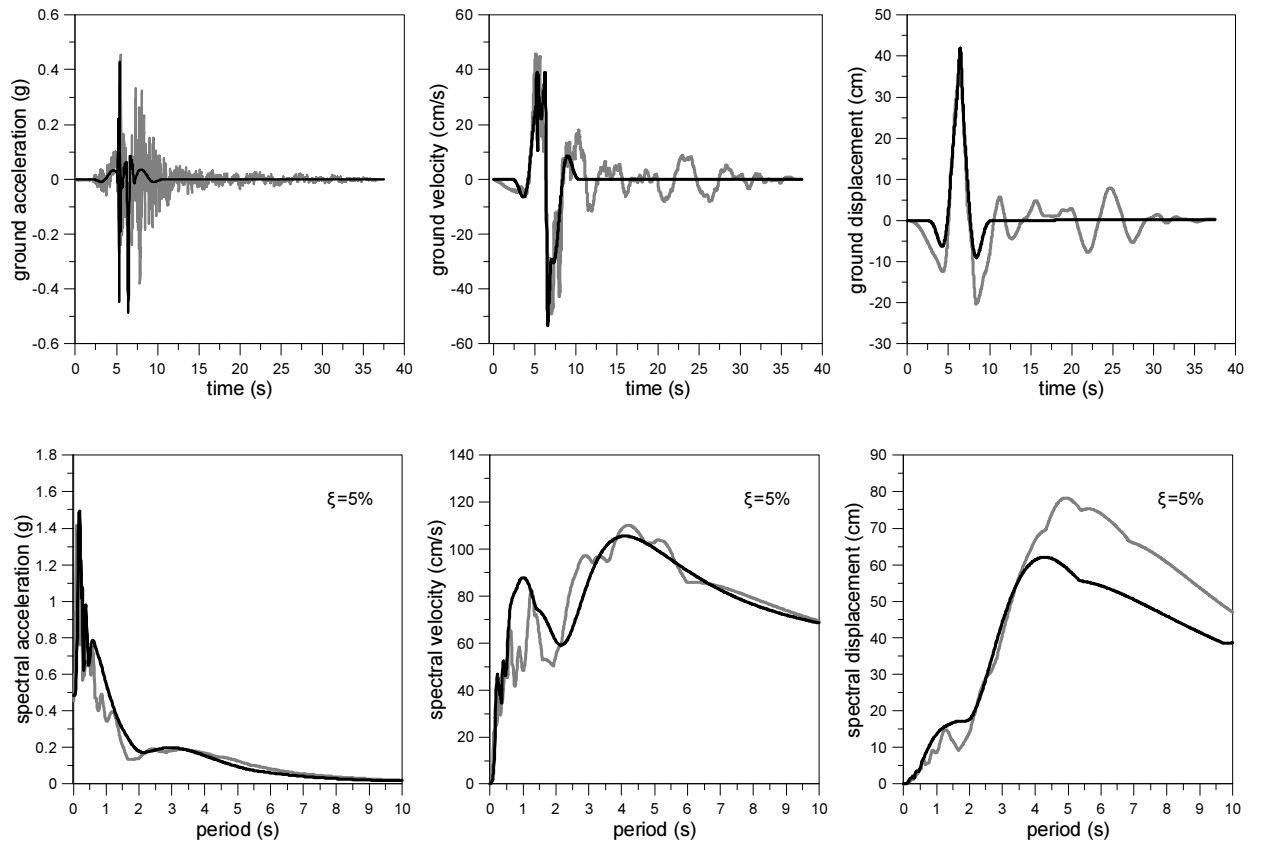 0.6
0.4
0.2
0
-0.2
-0.4
-0.6
ground acceleration (g)
0 5 10 15 20 25 30 35 40
time (s)
60
40
20
0
-20
-40
-60
ground velocity (cm/s)
0 5 10 15 20 25 30 35 40
time (s)
50
40
30
20
10
0
-10
-20
-30
ground displacement (cm)
0 5 10 15 20 25 30 35 40
time (s)
1.8
1.6
1.4
1.2
1
0.8
0.6
0.4
0.2
0
spectral acceleration (g)
ξ=5%
0 1 2 3 4 5 6 7 8 9 10
period (s)
140
120
100
80
60
40
20
0
spectral velocity (cm/s)
ξ=5%
0 1 2 3 4 5 6 7 8 9 10
period (s)
90
80
70
60
50
40
30
20
10
0
spectral displacement (cm)
ξ=5%
0 1 2 3 4 5 6 7 8 9 10
period (s)